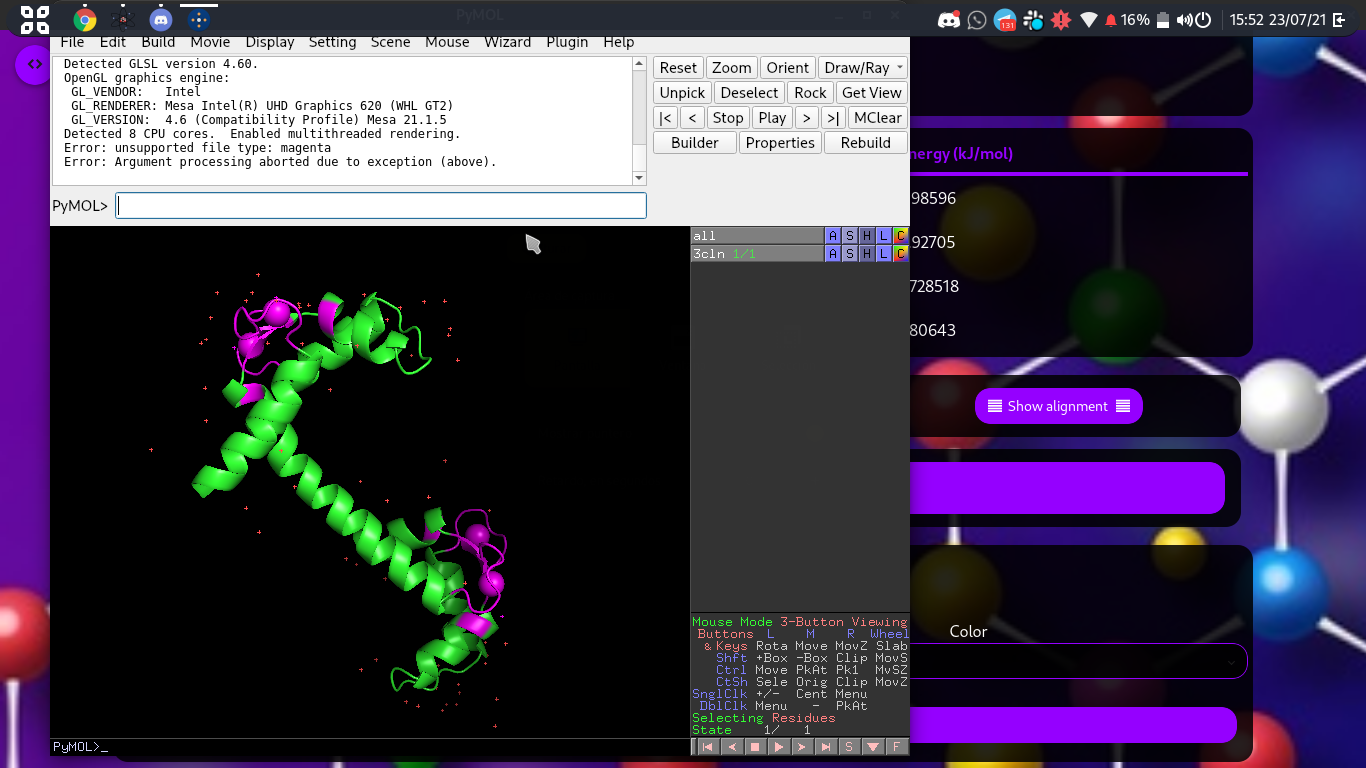 PyMOL
131
16%
15:52 23/07/21
<>
File Edit Build Movie Display Setting Scene Mouse Wizard Plugin Help
Detected GLSL version 4.60.
OpenGL graphics engine:
GL_VENDOR: Intel
GL_RENDERER: Mesa Intel(R) UHD Graphics 620 (WHL GT2)
GL_VERSION: 4.6 (Compatibility Profile) Mesa 21.1.5
Detected 8 CPU cores. Enabled multithreaded rendering.
Error: unsupported file type: magenta
Error: Argument processing aborted due to exception (above).
PyMOL>
Reset Zoom Orient Draw/Ray
Unpick Deselect Rock Get View
|< < Stop Play > >| MClear
Builder Properties Rebuild
nergy (kJ/mol)
98596
.92705
728518
80643
all A S H L C
3cln 1/1 A S H L C
Show alignment
Color
Mouse Mode 3-Button Viewing
Buttons L M R Wheel
& Keys Rota Move MovZ Slab
Shft +Box -Box Clip MovS
Ctrl Move PkAt Pk1 MvSZ
CtSh Sele Orig Clip MovZ
SnglClk +/- Cent Menu
DblClk Menu - PkAt
Selecting Residues
State 1/ 1
S F
PyMOL>_